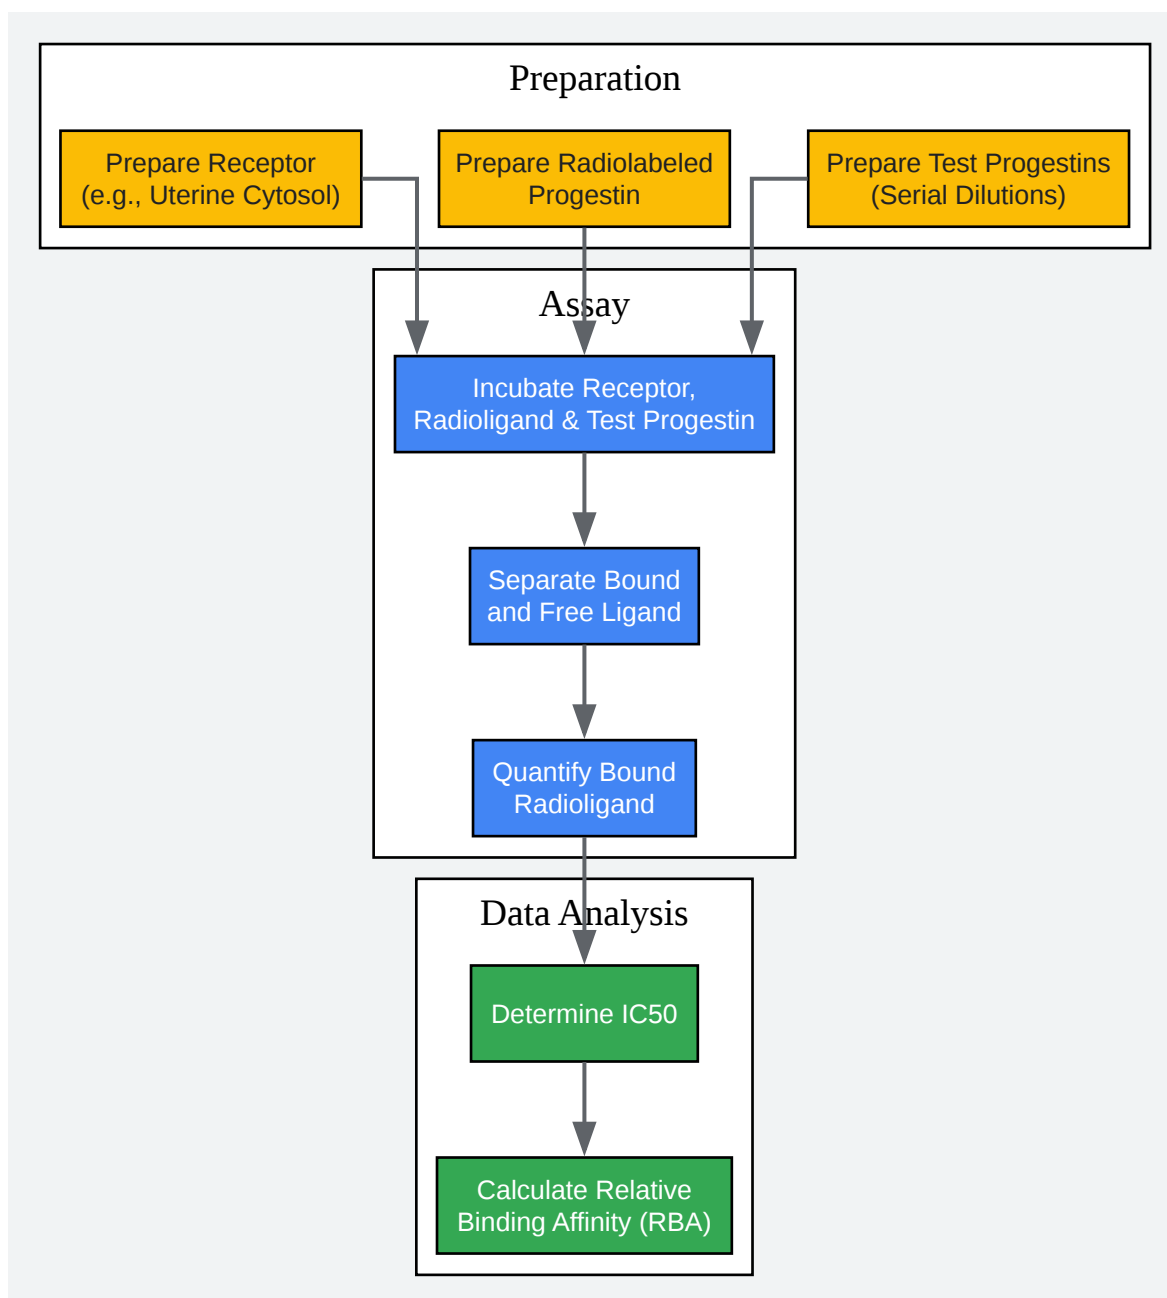 Preparation
Prepare Receptor
(e.g., Uterine Cytosol)
Prepare Radiolabeled
Progestin
Prepare Test Progestins
(Serial Dilutions)
Assay
Incubate Receptor,
Radioligand & Test Progestin
Separate Bound
and Free Ligand
Quantify Bound
Radioligand
Data Analysis
Determine IC50
Calculate Relative
Binding Affinity (RBA)